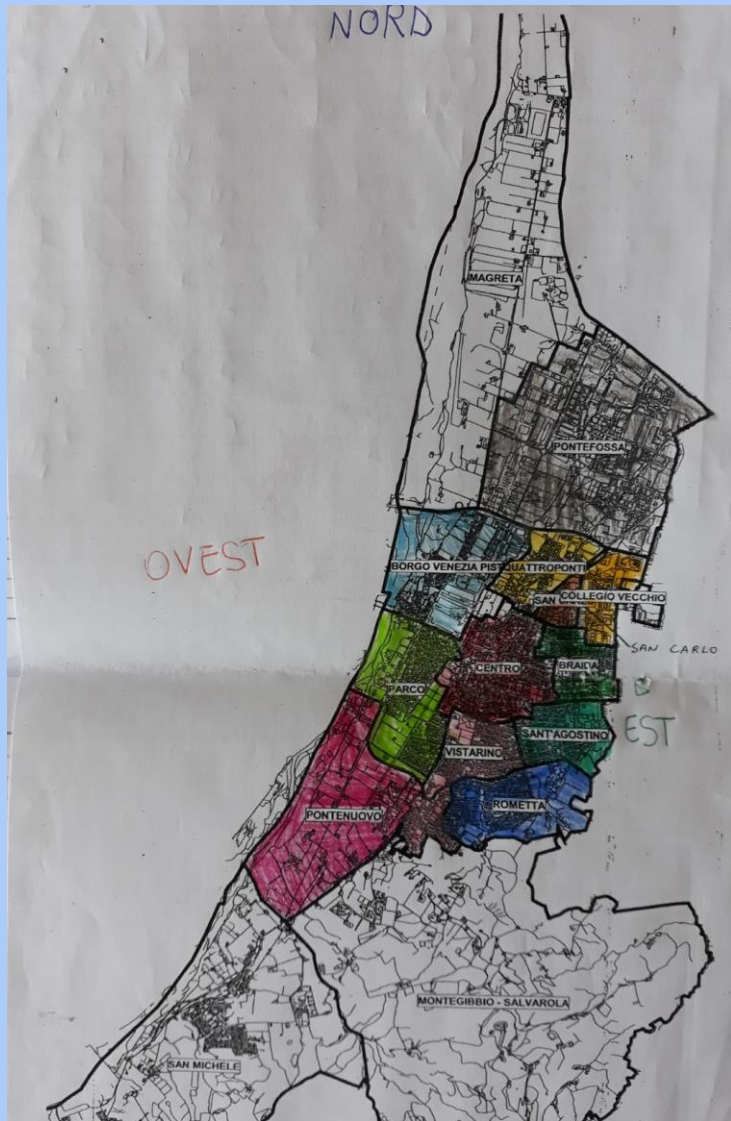 NORD
MAGRETA
PONTEFOSSA
OVEST
BORGO VENEZIA PIST
QUATTROPONTI
SAN
COLLEGIO VECCHIO
SAN CARLO
CENTRO
BRAIDA
PARCO
EST
SANT'AGOSTINO
VISTARINO
ROMETTA
PONTENUOVO
MONTEGIBBIO - SALVAROLA
SAN MICHELE